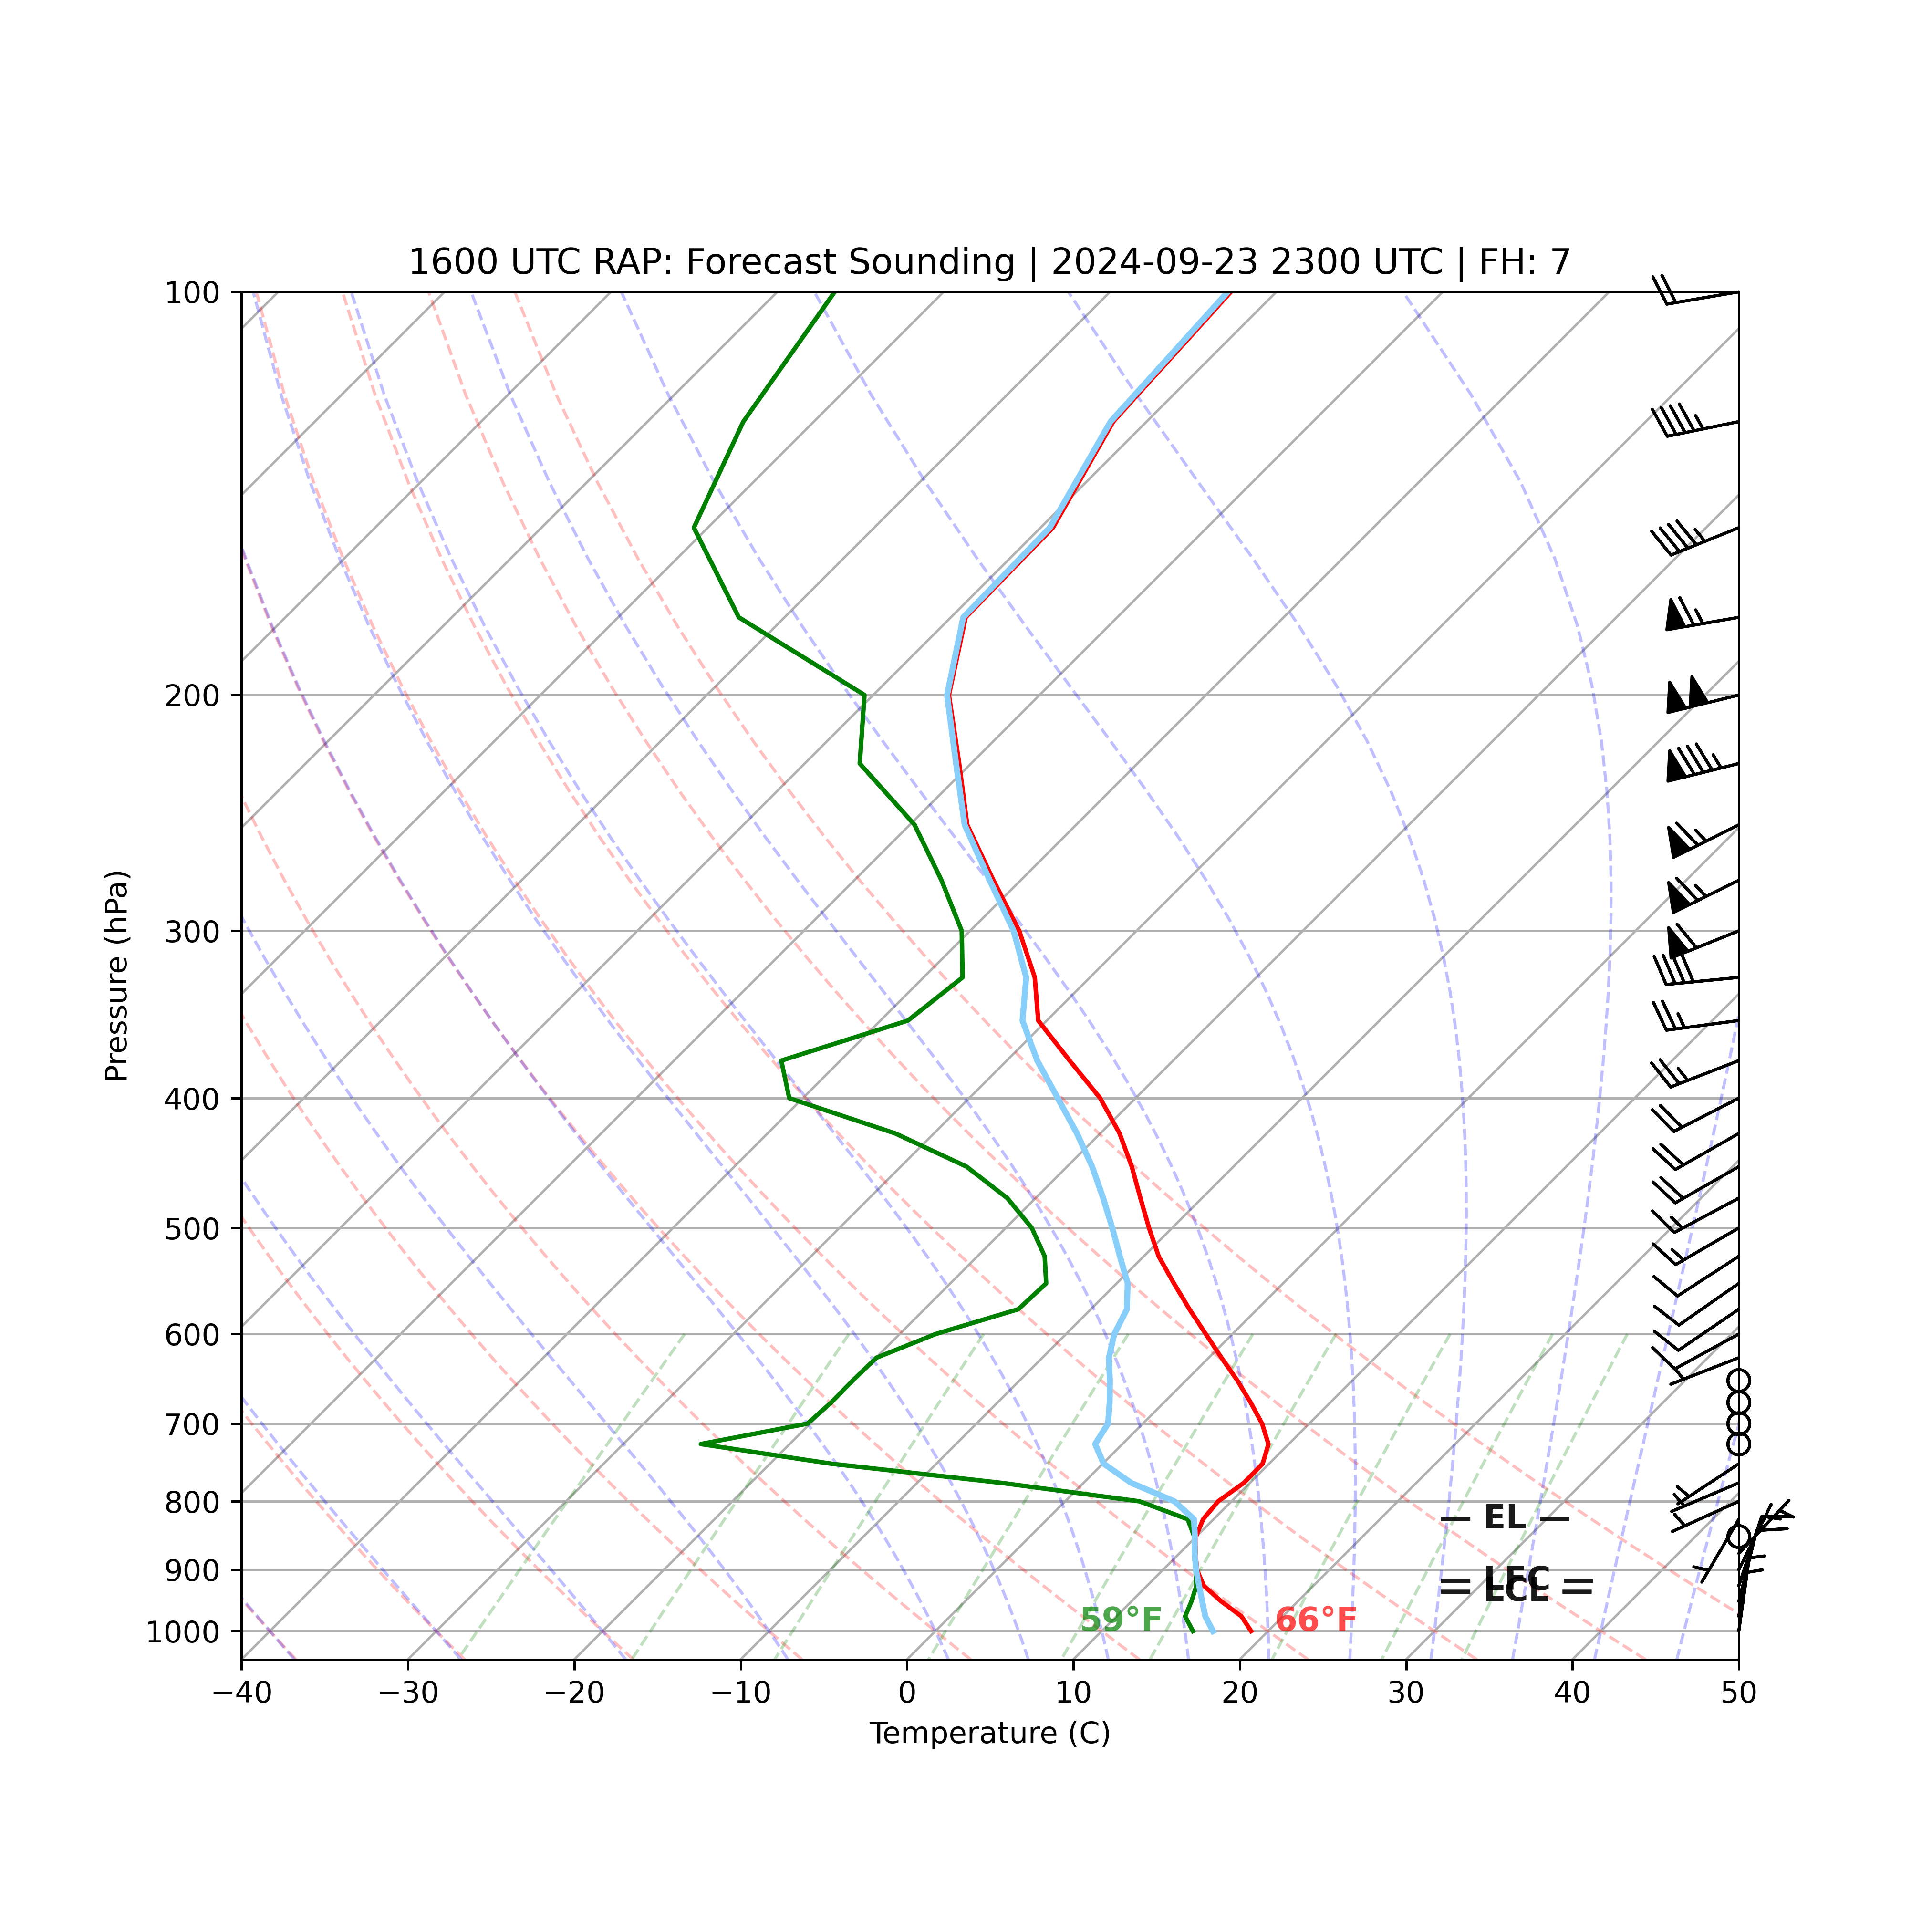 1600 UTC RAP: Forecast Sounding | 2024-09-23 2300 UTC | FH: 7
100
200
300
400
500
600
700
800
900
1000
Pressure (hPa)
— EL —
— LFC —
— LCL —
59°F
66°F
−40 −30 −20 −10 0 10 20 30 40 50
Temperature (C)